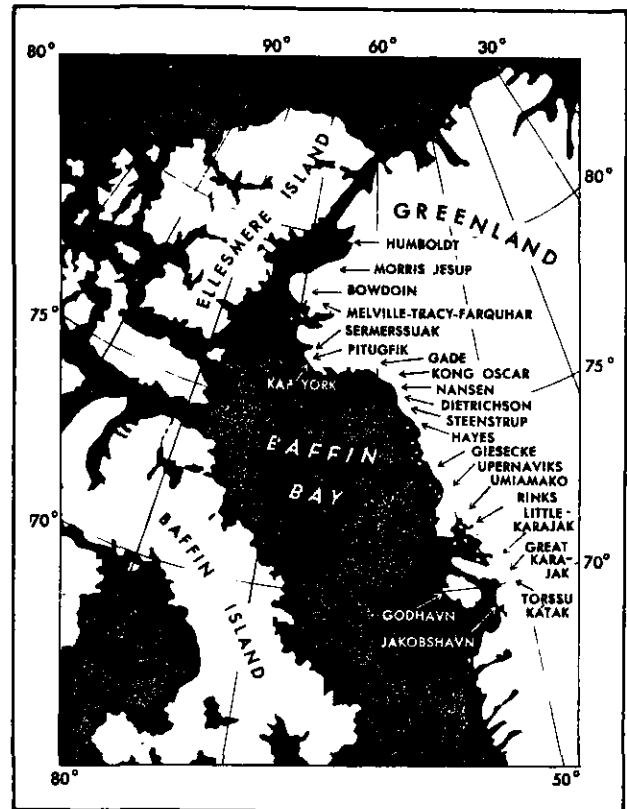 80° 90° 60° 30°
ELLESMERE ISLAND
GREENLAND
80°
HUMBOLDT
MORRIS JESUP
BOWDOIN
75°
MELVILLE-TRACY-FARQUHAR
SERMERSSUAK
PITUGFIK
GADE
KAP YORK
KONG OSCAR
75°
NANSEN
DIETRICHSON
STEENSTRUP
HAYES
BAFFIN
BAY
GIESECKE
UPERNAVIKS
UMIAMAKO
RINKS
70°
LITTLE-
KARAJAK
GREAT
KARA-
JAK
70°
BAFFIN ISLAND
TORSSU
KATAK
GODHAVN
JAKOBSHAVN
80° 50°